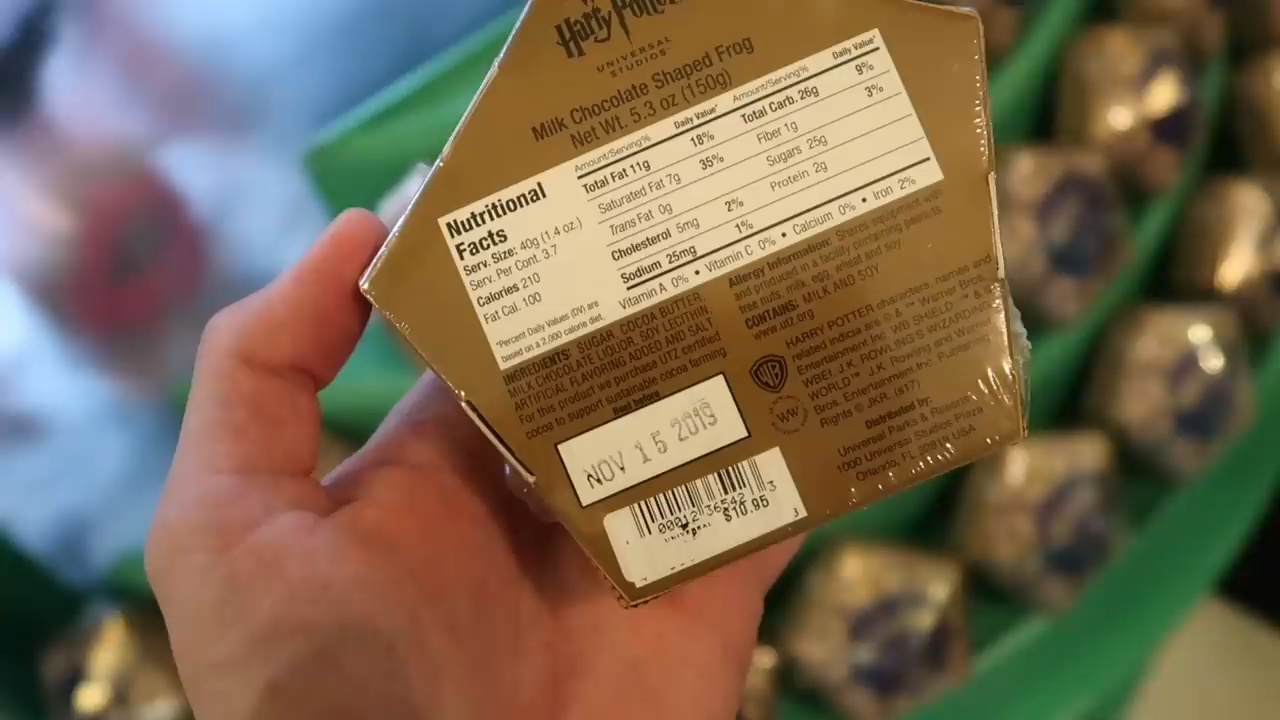 Harry Potter
UNIVERSAL
STUDIOS™
Milk Chocolate Shaped Frog
Net Wt. 5.3 oz (150g)
Nutritional
Facts
Serv. Size: 40g (1.4 oz.)
Serv. Per Cont. 3.7
Calories 210
Fat Cal. 100
*Percent Daily Values (DV) are
based on a 2,000 calorie diet.
Amount/Serving% Daily Value* Amount/Serving% Daily Value*
Total Fat 11g 18% Total Carb. 26g 9%
Saturated Fat 7g 35% Fiber 1g 3%
Trans Fat 0g Sugars 25g
Cholesterol 5mg 2% Protein 2g
Sodium 25mg 1%
Vitamin A 0% • Vitamin C 0% • Calcium 0% • Iron 2%
INGREDIENTS: SUGAR, COCOA BUTTER,
MILK CHOCOLATE LIQUOR, SOY LECITHIN,
ARTIFICIAL FLAVORING ADDED AND SALT
For this product we purchase UTZ certified
cocoa to support sustainable cocoa farming
Best before
NOV 15 2019
00012 36542 3
UNIVERSAL $10.95
3
Allergy Information: Shares equipment with
and produced in a facility containing peanuts
tree nuts, milk, egg, wheat and soy
CONTAINS: MILK AND SOY
www.utz.org
HARRY POTTER characters, names and
related indicia are © & ™ Warner Bros.
Entertainment Inc. WB SHIELD: ™ &
WBEI. J.K. ROWLING'S WIZARDING
WORLD™ J.K. Rowling and Warner
Bros. Entertainment Inc. Publishing
Rights © JKR. (s17)
WB
WW
Distributed by:
Universal Parks & Resorts
1000 Universal Studios Plaza
Orlando, FL 32819 USA